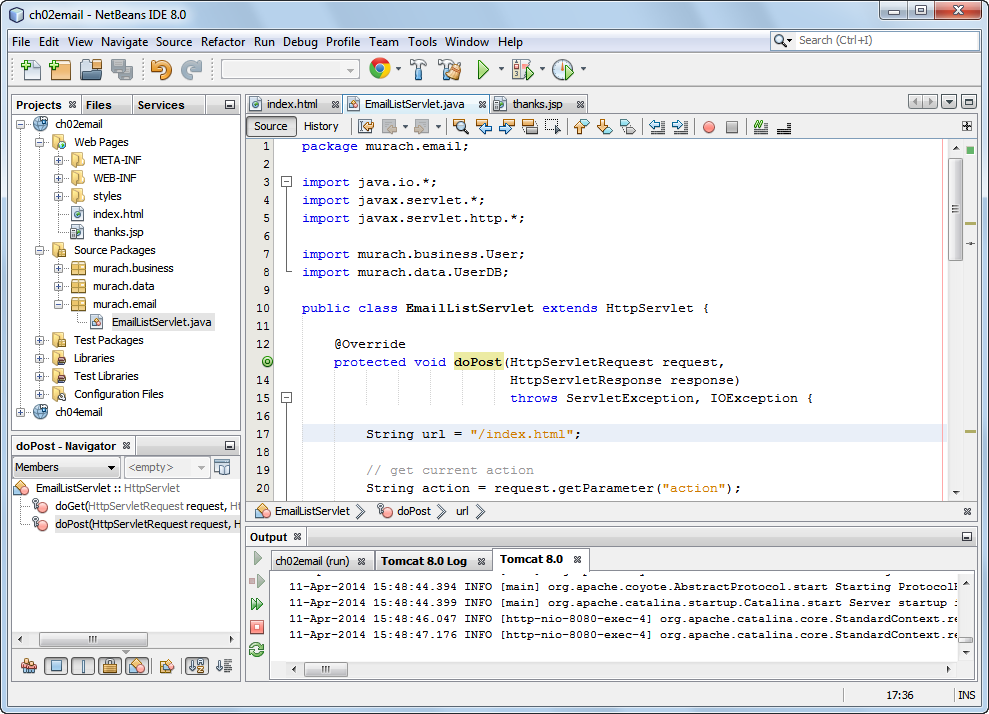 ch02email - NetBeans IDE 8.0
File Edit View Navigate Source Refactor Run Debug Profile Team Tools Window Help
Search (Ctrl+I)
Projects Files Services
ch02email
Web Pages
META-INF
WEB-INF
styles
index.html
thanks.jsp
Source Packages
murach.business
murach.data
murach.email
EmailListServlet.java
Test Packages
Libraries
Test Libraries
Configuration Files
ch04email
doPost - Navigator
Members <empty>
EmailListServlet :: HttpServlet
doGet(HttpServletRequest request, H
doPost(HttpServletRequest request, H
index.html EmailListServlet.java thanks.jsp
Source History
1 package murach.email;
2
3 import java.io.*;
4 import javax.servlet.*;
5 import javax.servlet.http.*;
6
7 import murach.business.User;
8 import murach.data.UserDB;
9
10 public class EmailListServlet extends HttpServlet {
11
12 @Override
protected void doPost(HttpServletRequest request,
14 HttpServletResponse response)
15 throws ServletException, IOException {
16
17 String url = "/index.html";
18
19 // get current action
20 String action = request.getParameter("action");
EmailListServlet doPost url
Output
ch02email (run) Tomcat 8.0 Log Tomcat 8.0
11-Apr-2014 15:48:44.394 INFO [main] org.apache.coyote.AbstractProtocol.start Starting Protocol
11-Apr-2014 15:48:44.399 INFO [main] org.apache.catalina.startup.Catalina.start Server startup
11-Apr-2014 15:48:46.047 INFO [http-nio-8080-exec-4] org.apache.catalina.core.StandardContext.re
11-Apr-2014 15:48:47.176 INFO [http-nio-8080-exec-4] org.apache.catalina.core.StandardContext.re
17:36 INS